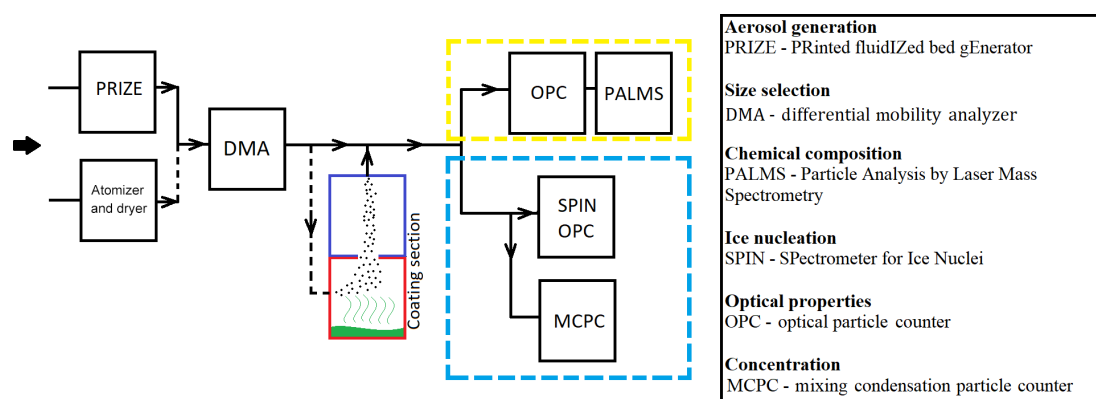 PRIZE
Atomizer
and dryer
DMA
Coating section
OPC
PALMS
SPIN
OPC
MCPC
Aerosol generation
PRIZE - PRinted fluidIZed bed gEnerator
Size selection
DMA - differential mobility analyzer
Chemical composition
PALMS - Particle Analysis by Laser Mass
Spectrometry
Ice nucleation
SPIN - SPectrometer for Ice Nuclei
Optical properties
OPC - optical particle counter
Concentration
MCPC - mixing condensation particle counter